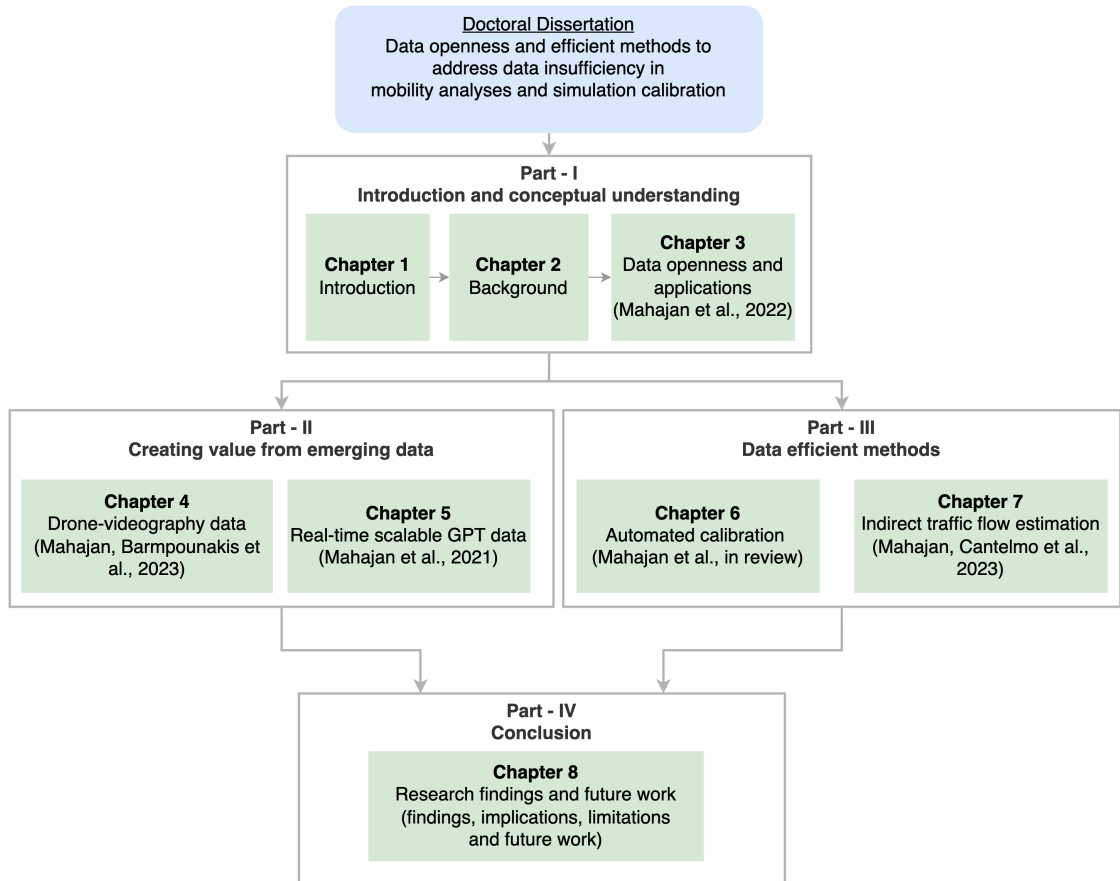 Doctoral Dissertation
Data openness and efficient methods to
address data insufficiency in
mobility analyses and simulation calibration
Part - I
Introduction and conceptual understanding
Chapter 1
Introduction
Chapter 2
Background
Chapter 3
Data openness and
applications
(Mahajan et al., 2022)
Part - II
Creating value from emerging data
Chapter 4
Drone-videography data
(Mahajan, Barmpounakis et
al., 2023)
Chapter 5
Real-time scalable GPT data
(Mahajan et al., 2021)
Part - III
Data efficient methods
Chapter 6
Automated calibration
(Mahajan et al., in review)
Chapter 7
Indirect traffic flow estimation
(Mahajan, Cantelmo et al.,
2023)
Part - IV
Conclusion
Chapter 8
Research findings and future work
(findings, implications, limitations
and future work)